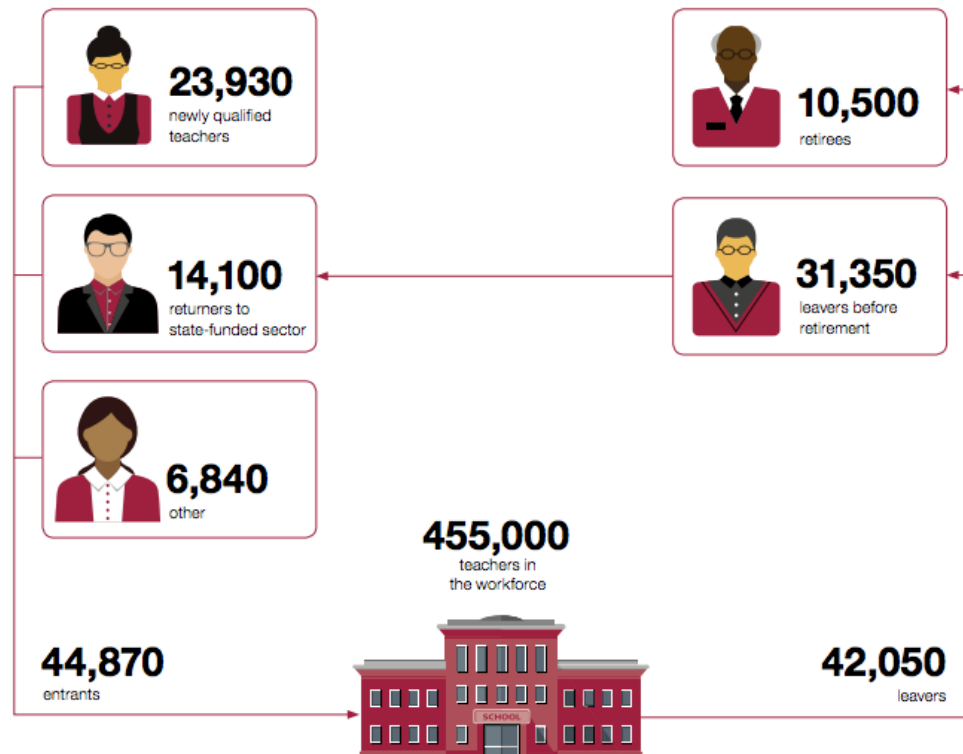 23,930
newly qualified
teachers
10,500
retirees
14,100
returners to
state-funded sector
31,350
leavers before
retirement
6,840
other
455,000
teachers in
the workforce
44,870
entrants
42,050
leavers
SCHOOL